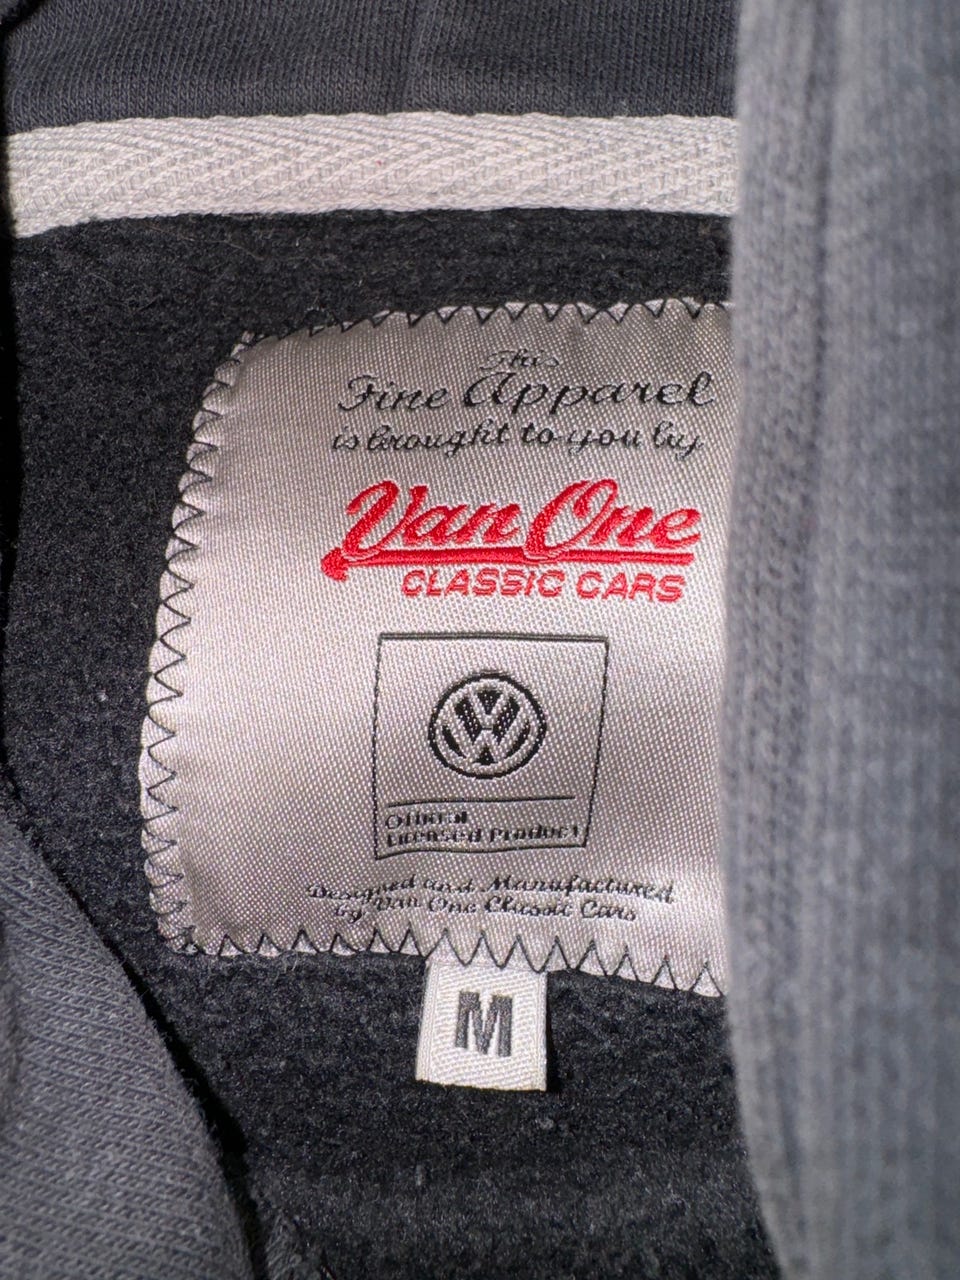 This
Fine Apparel
is brought to you by
Van One
CLASSIC CARS
Official
Licensed Product
Designed and Manufactured
by Van One Classic Cars
M